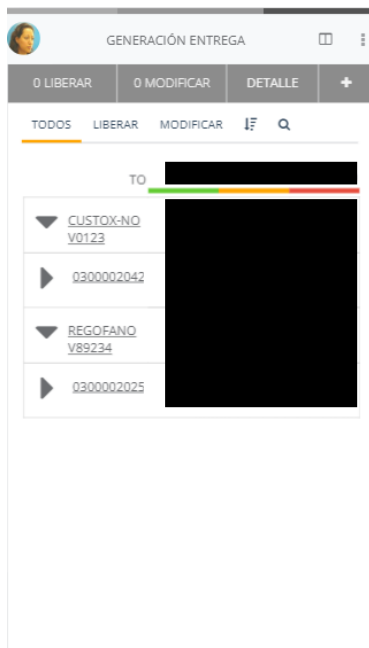 GENERACIÓN ENTREGA
0 LIBERAR 0 MODIFICAR DETALLE +
TODOS LIBERAR MODIFICAR
TO
CUSTOX-NO
V0123
0300002042
REGOFANO
V89234
0300002025